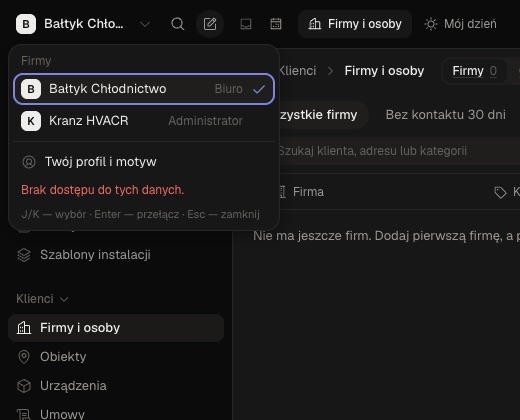 B Bałtyk Chło... Firmy i osoby Mój dzień
Firmy
B Bałtyk Chłodnictwo Biuro
K Kranz HVACR Administrator
Twój profil i motyw
Brak dostępu do tych danych.
J/K — wybór · Enter — przełącz · Esc — zamknij
Szablony instalacji
Klienci
Firmy i osoby
Obiekty
Urządzenia
Umowy
Klienci Firmy i osoby Firmy 0
zystkie firmy Bez kontaktu 30 dni
Szukaj klienta, adresu lub kategorii
Firma K
Nie ma jeszcze firm. Dodaj pierwszą firmę, a p